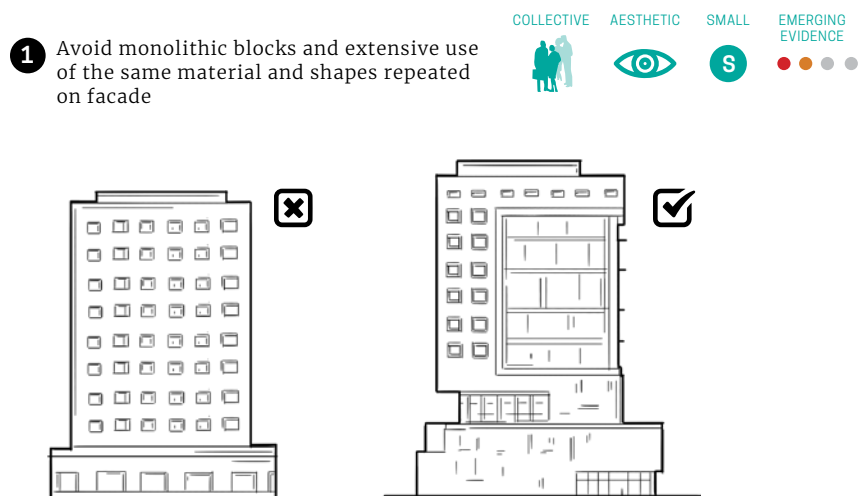 COLLECTIVE AESTHETIC SMALL EMERGING
EVIDENCE
1 Avoid monolithic blocks and extensive use
of the same material and shapes repeated
on facade
S